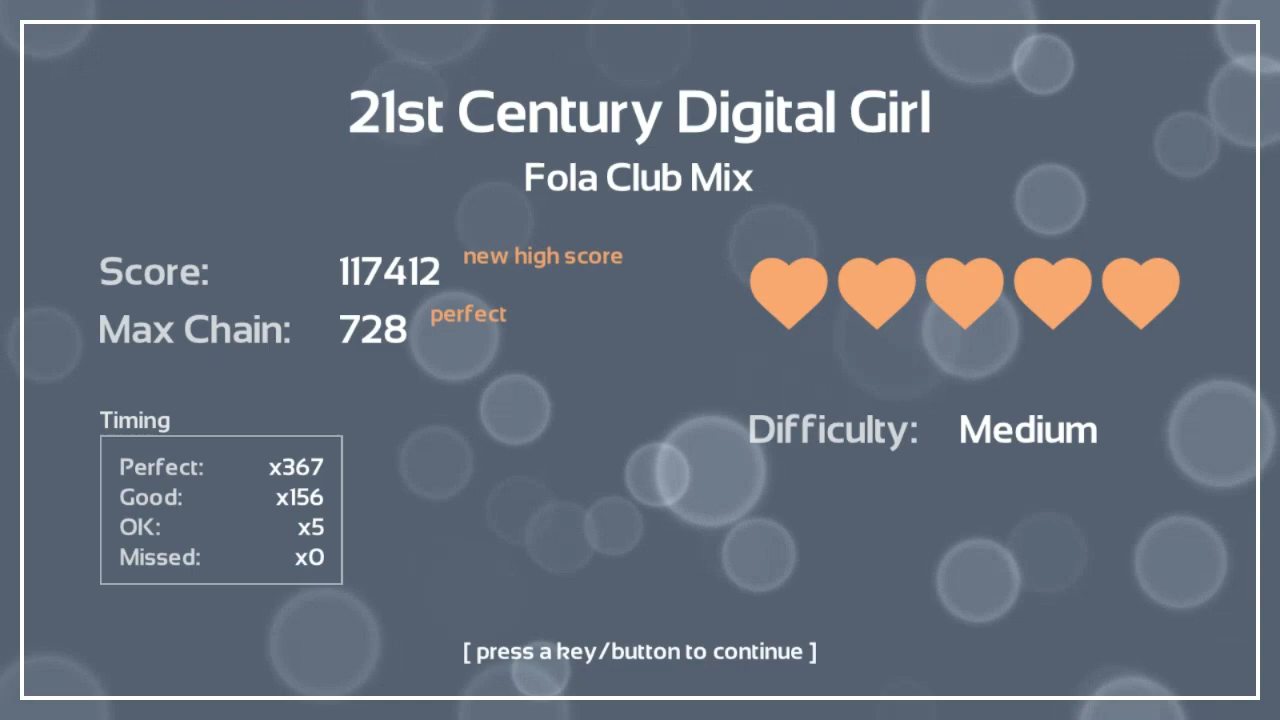 21st Century Digital Girl
Fola Club Mix
Score: 117412 new high score
Max Chain: 728 perfect
Timing
Perfect: x367
Good: x156
OK: x5
Missed: x0
Difficulty: Medium
[ press a key/button to continue ]